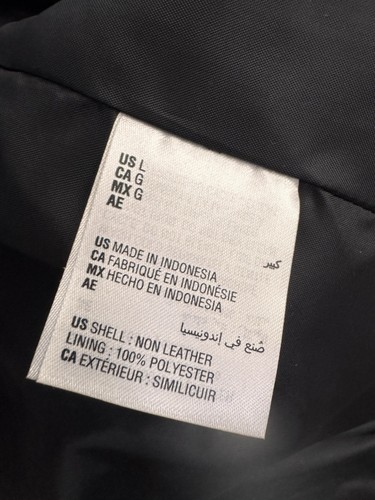 US L
CA G
MX G
AE كبير
US MADE IN INDONESIA
CA FABRIQUÉ EN INDONÉSIE
MX HECHO EN INDONESIA
AE صُنع في إندونيسيا
US SHELL : NON LEATHER
LINING : 100% POLYESTER
CA EXTÉRIEUR : SIMILICUIR